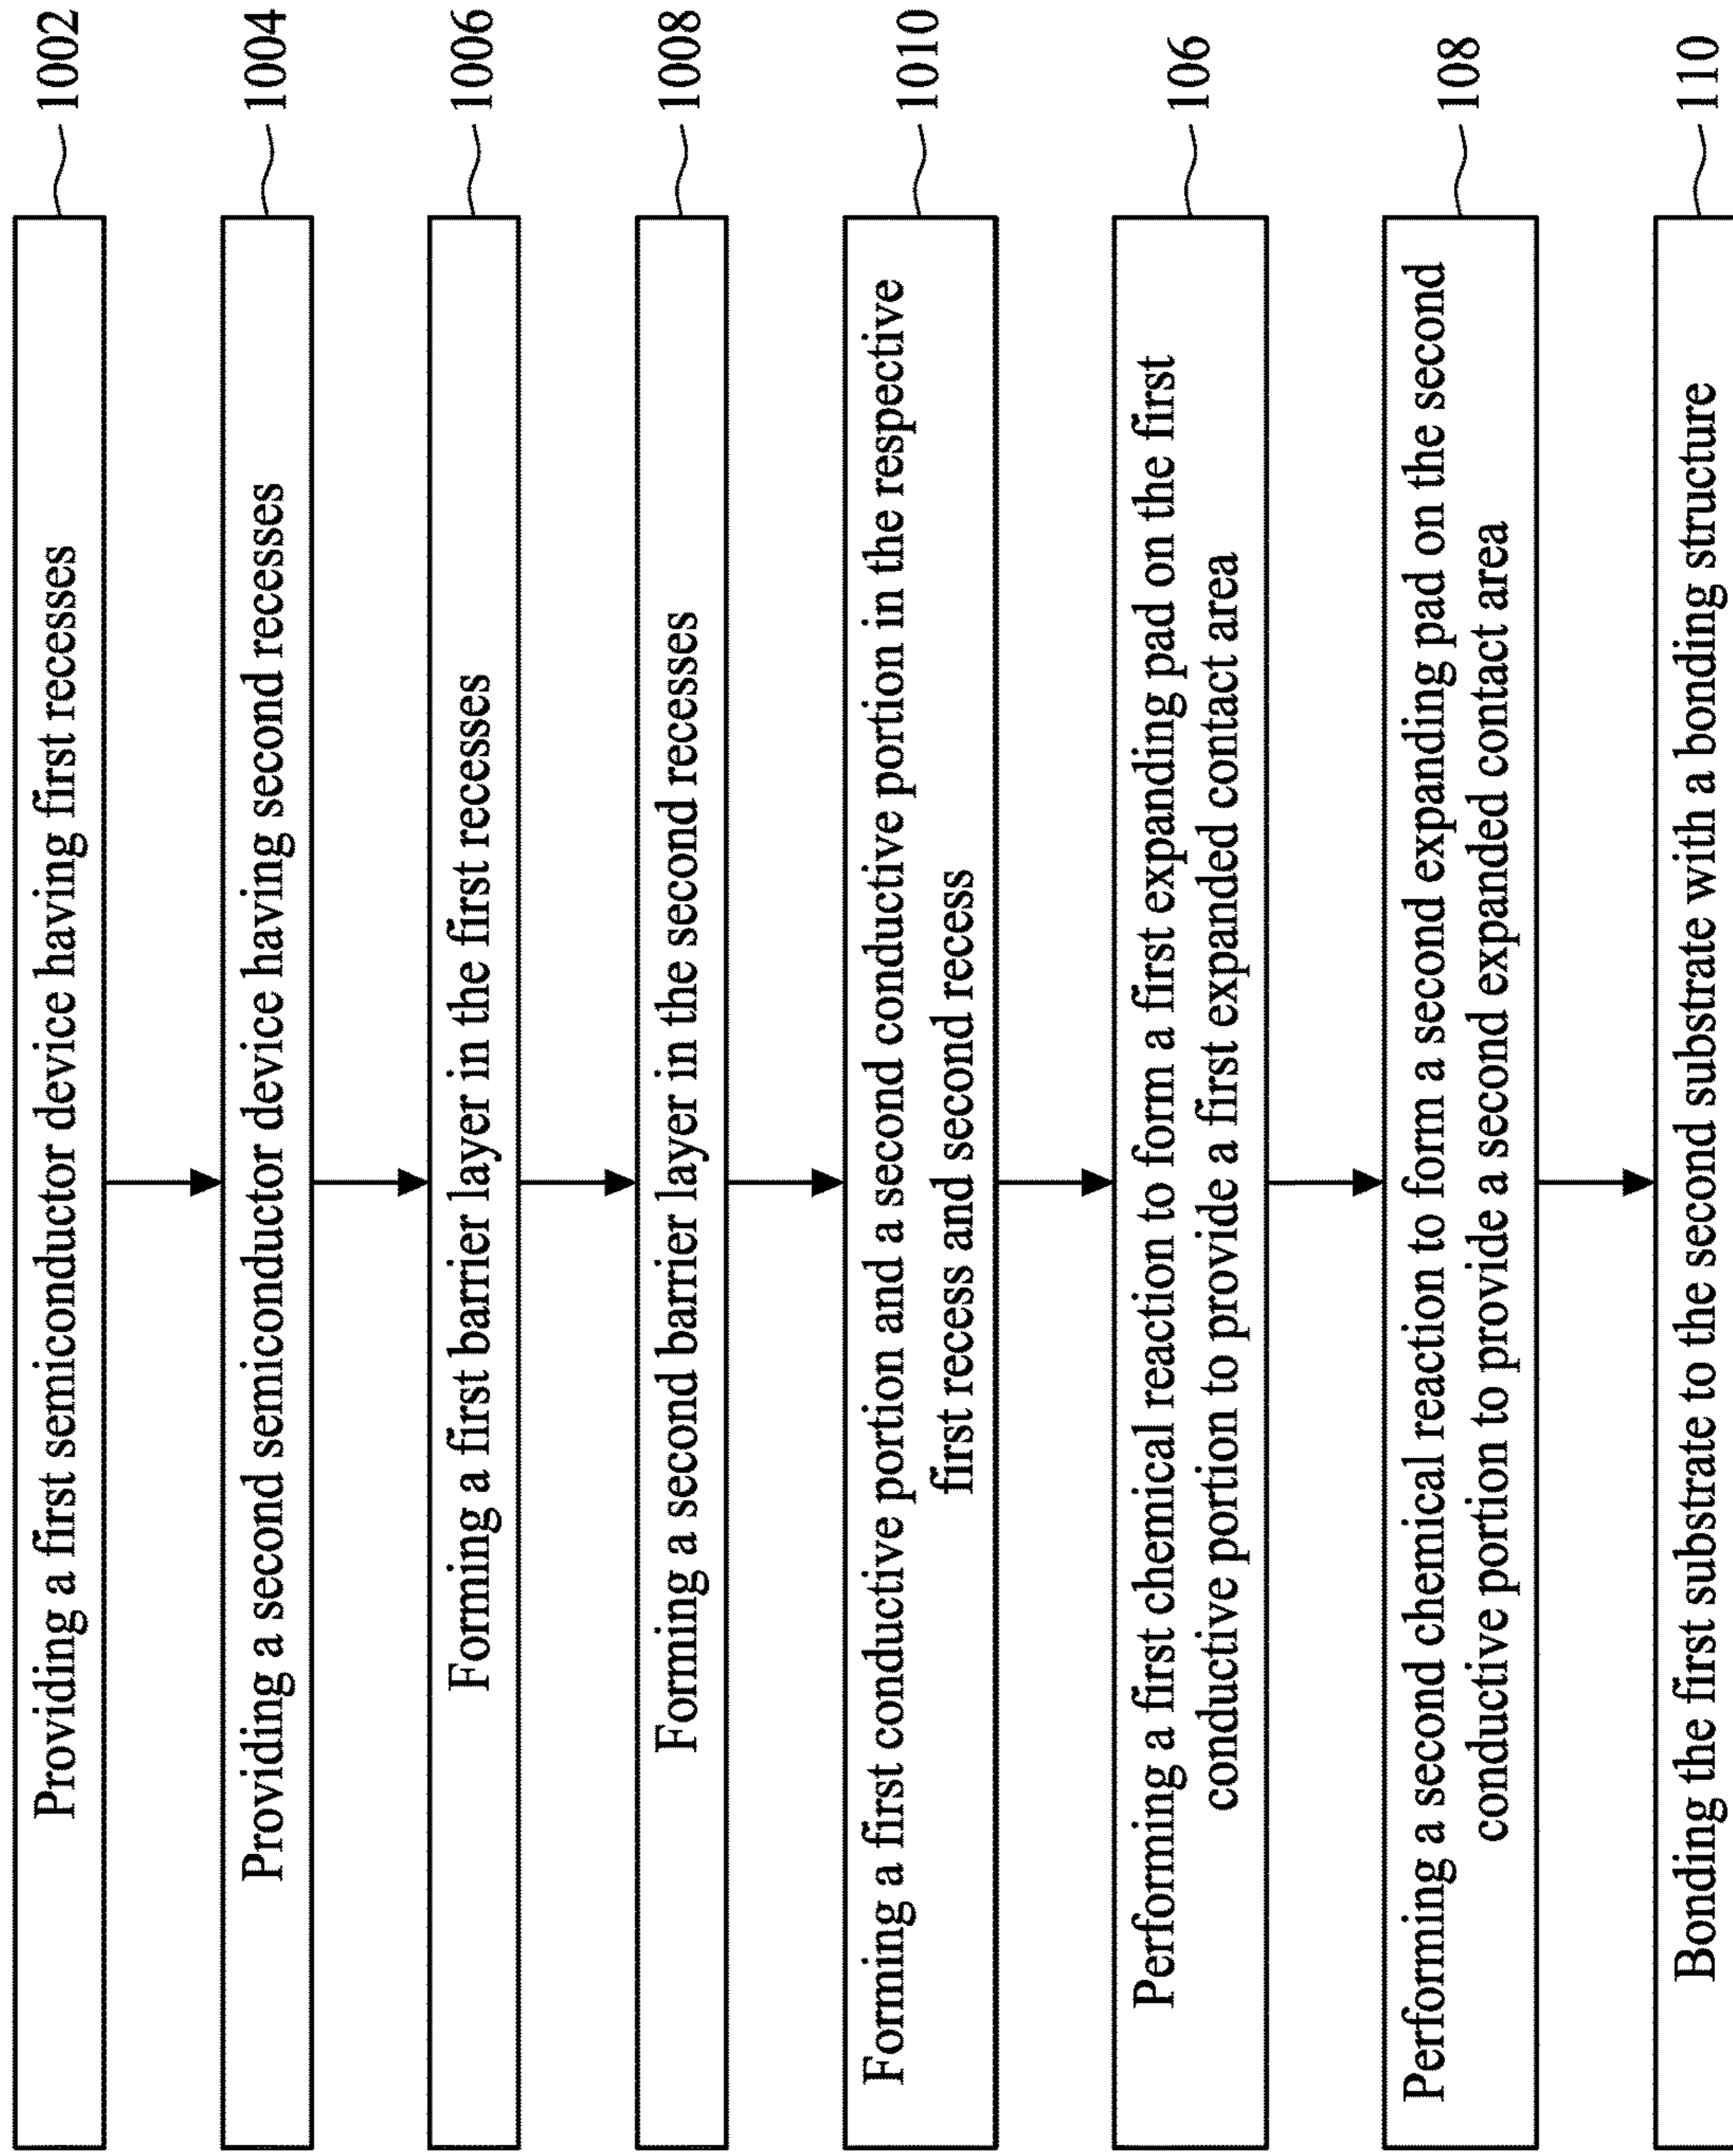 Providing a first semiconductor device having first recesses
1002
Providing a second semiconductor device having second recesses
1004
Forming a first barrier layer in the first recesses
1006
Forming a second barrier layer in the second recesses
1008
Forming a first conductive portion and a second conductive portion in the respective
first recess and second recess
1010
Performing a first chemical reaction to form a first expanding pad on the first
conductive portion to provide a first expanded contact area
106
Performing a second chemical reaction to form a second expanding pad on the second
conductive portion to provide a second expanded contact area
108
Bonding the first substrate to the second substrate with a bonding structure
110